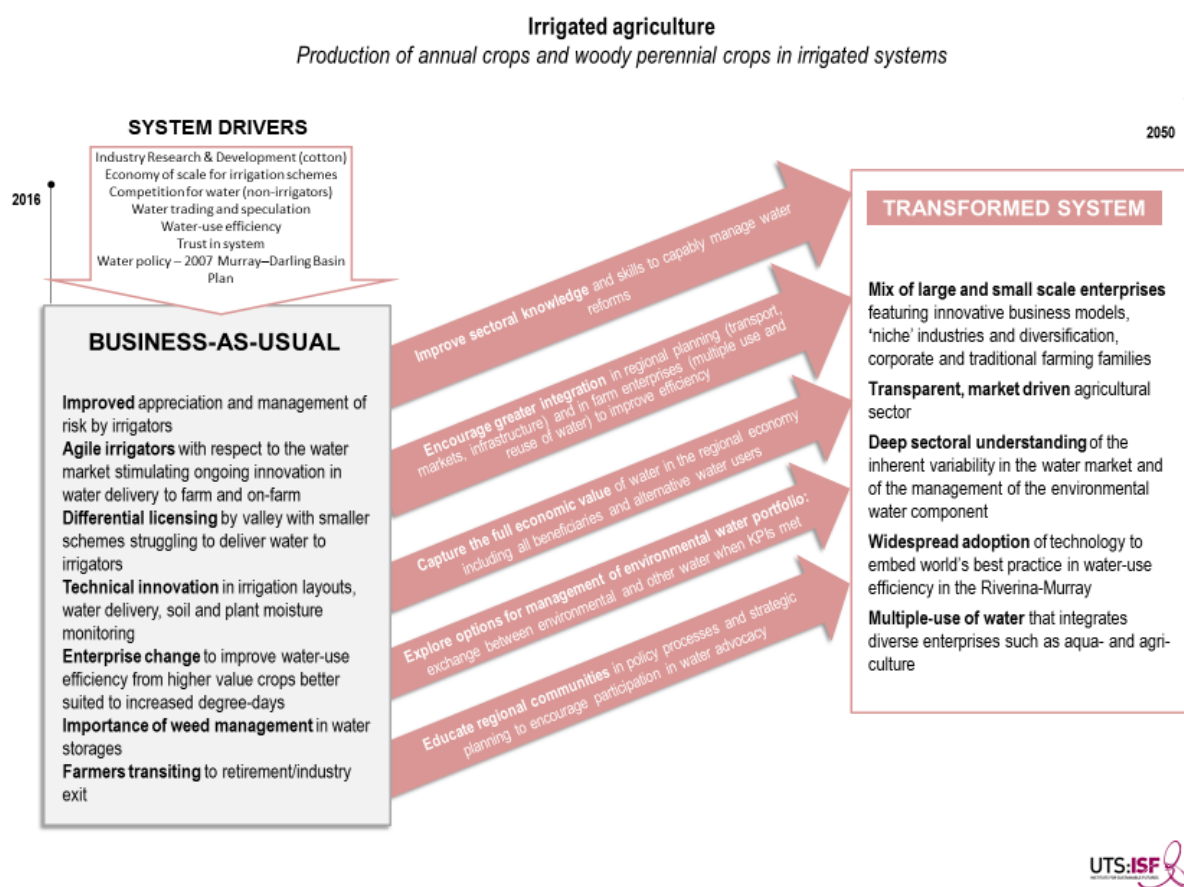 Irrigated agriculture
Production of annual crops and woody perennial crops in irrigated systems
SYSTEM DRIVERS
2050
Industry Research & Development (cotton)
Economy of scale for irrigation schemes
Competition for water (non-irrigators)
Water trading and speculation
Water-use efficiency
Trust in system
Water policy – 2007 Murray–Darling Basin
Plan
2016
BUSINESS-AS-USUAL
Improved appreciation and management of
risk by irrigators
Agile irrigators with respect to the water
market stimulating ongoing innovation in
water delivery to farm and on-farm
Differential licensing by valley with smaller
schemes struggling to deliver water to
irrigators
Technical innovation in irrigation layouts,
water delivery, soil and plant moisture
monitoring
Enterprise change to improve water-use
efficiency from higher value crops better
suited to increased degree-days
Importance of weed management in water
storages
Farmers transiting to retirement/industry
exit
Improve sectoral knowledge and skills to capably manage water
reforms
Encourage greater integration in regional planning (transport,
markets, infrastructure) and in farm enterprises (multiple use and
reuse of water) to improve efficiency
Capture the full economic value of water in the regional economy
including all beneficiaries and alternative water users
Explore options for management of environmental water portfolio:
exchange between environmental and other water when KPIs met
Educate regional communities in policy processes and strategic
planning to encourage participation in water advocacy
TRANSFORMED SYSTEM
Mix of large and small scale enterprises
featuring innovative business models,
‘niche’ industries and diversification,
corporate and traditional farming families
Transparent, market driven agricultural
sector
Deep sectoral understanding of the
inherent variability in the water market and
of the management of the environmental
water component
Widespread adoption of technology to
embed world’s best practice in water-use
efficiency in the Riverina-Murray
Multiple-use of water that integrates
diverse enterprises such as aqua- and agri-
culture
UTS:ISF
INSTITUTE FOR SUSTAINABLE FUTURES